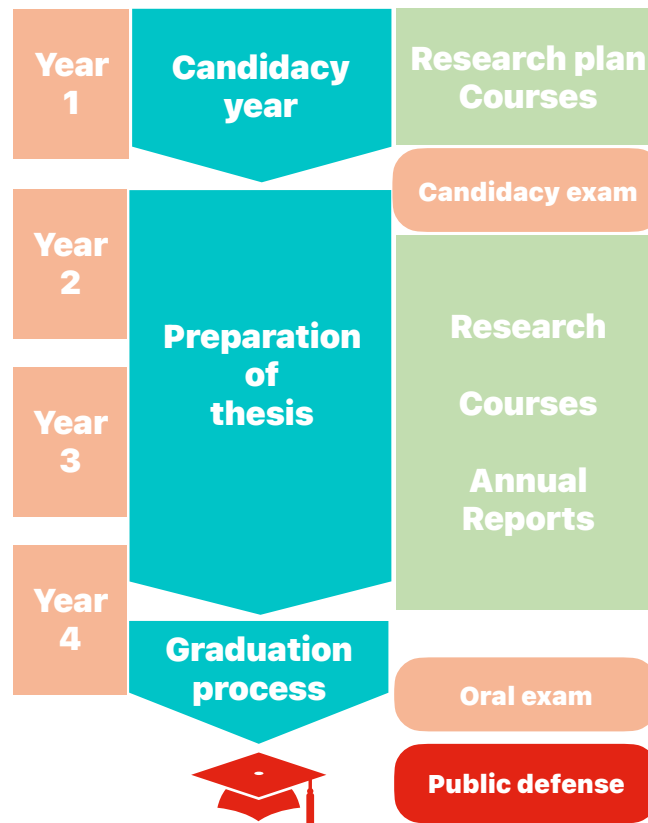 Year
1
Candidacy
year
Research plan
Courses
Candidacy exam
Year
2
Preparation
of
thesis
Research
Courses
Annual
Reports
Year
3
Year
4
Graduation
process
Oral exam
Public defense